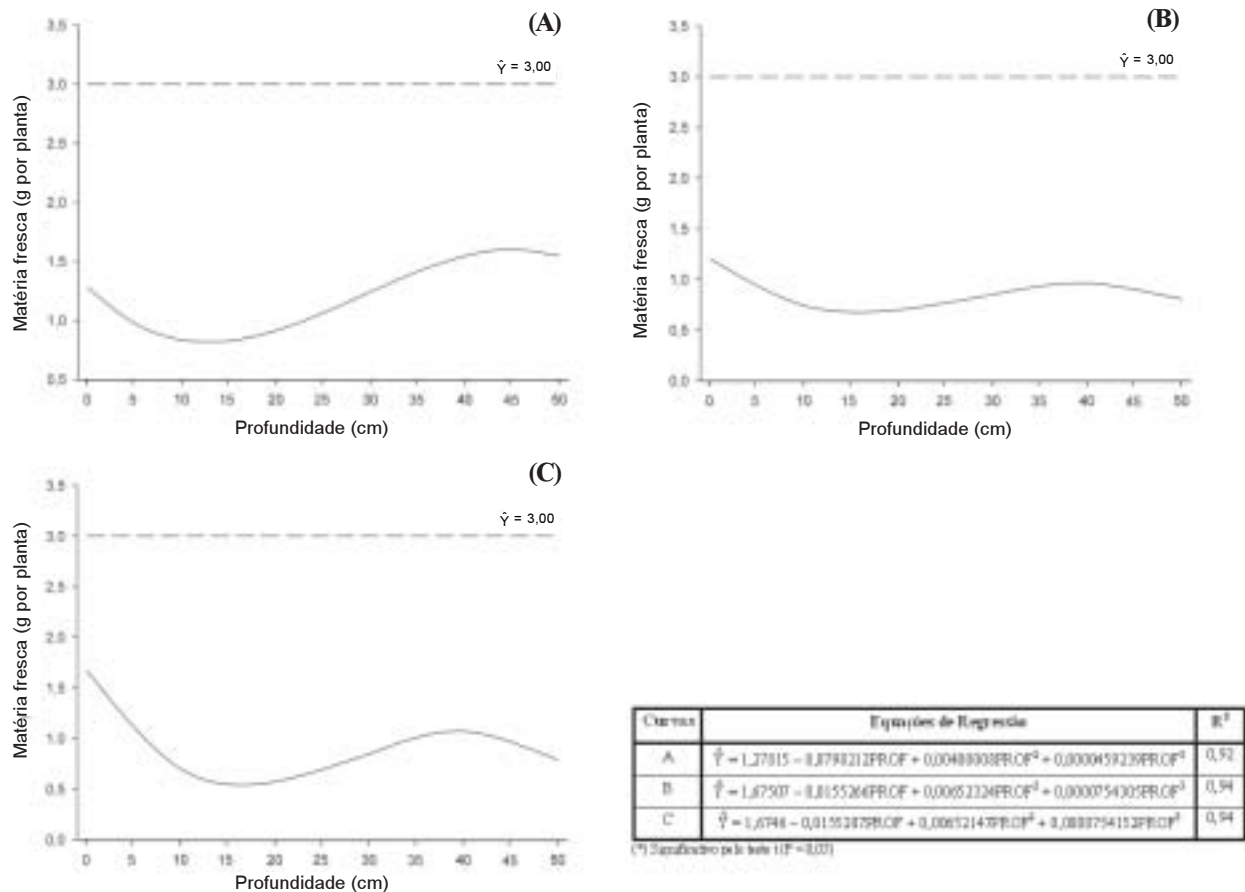 (A)
Ŷ = 3,00
Matéria fresca (g por planta)
3,5
3,0
2,5
2,0
1,5
1,0
0,5
0 5 10 15 20 25 30 35 40 45 50
Profundidade (cm)
(B)
Ŷ = 3,00
Matéria fresca (g por planta)
3,5
3,0
2,5
2,0
1,5
1,0
0,5
0,0
0 5 10 15 20 25 30 35 40 45 50
Profundidade (cm)
(C)
Ŷ = 3,00
Matéria fresca (g por planta)
3,5
3,0
2,5
2,0
1,5
1,0
0,5
0,0
0 5 10 15 20 25 30 35 40 45 50
Profundidade (cm)
Curvas Equações de Regressão R²
A 0,92
B 0,94
C 0,94
(*) Significativo pelo teste t